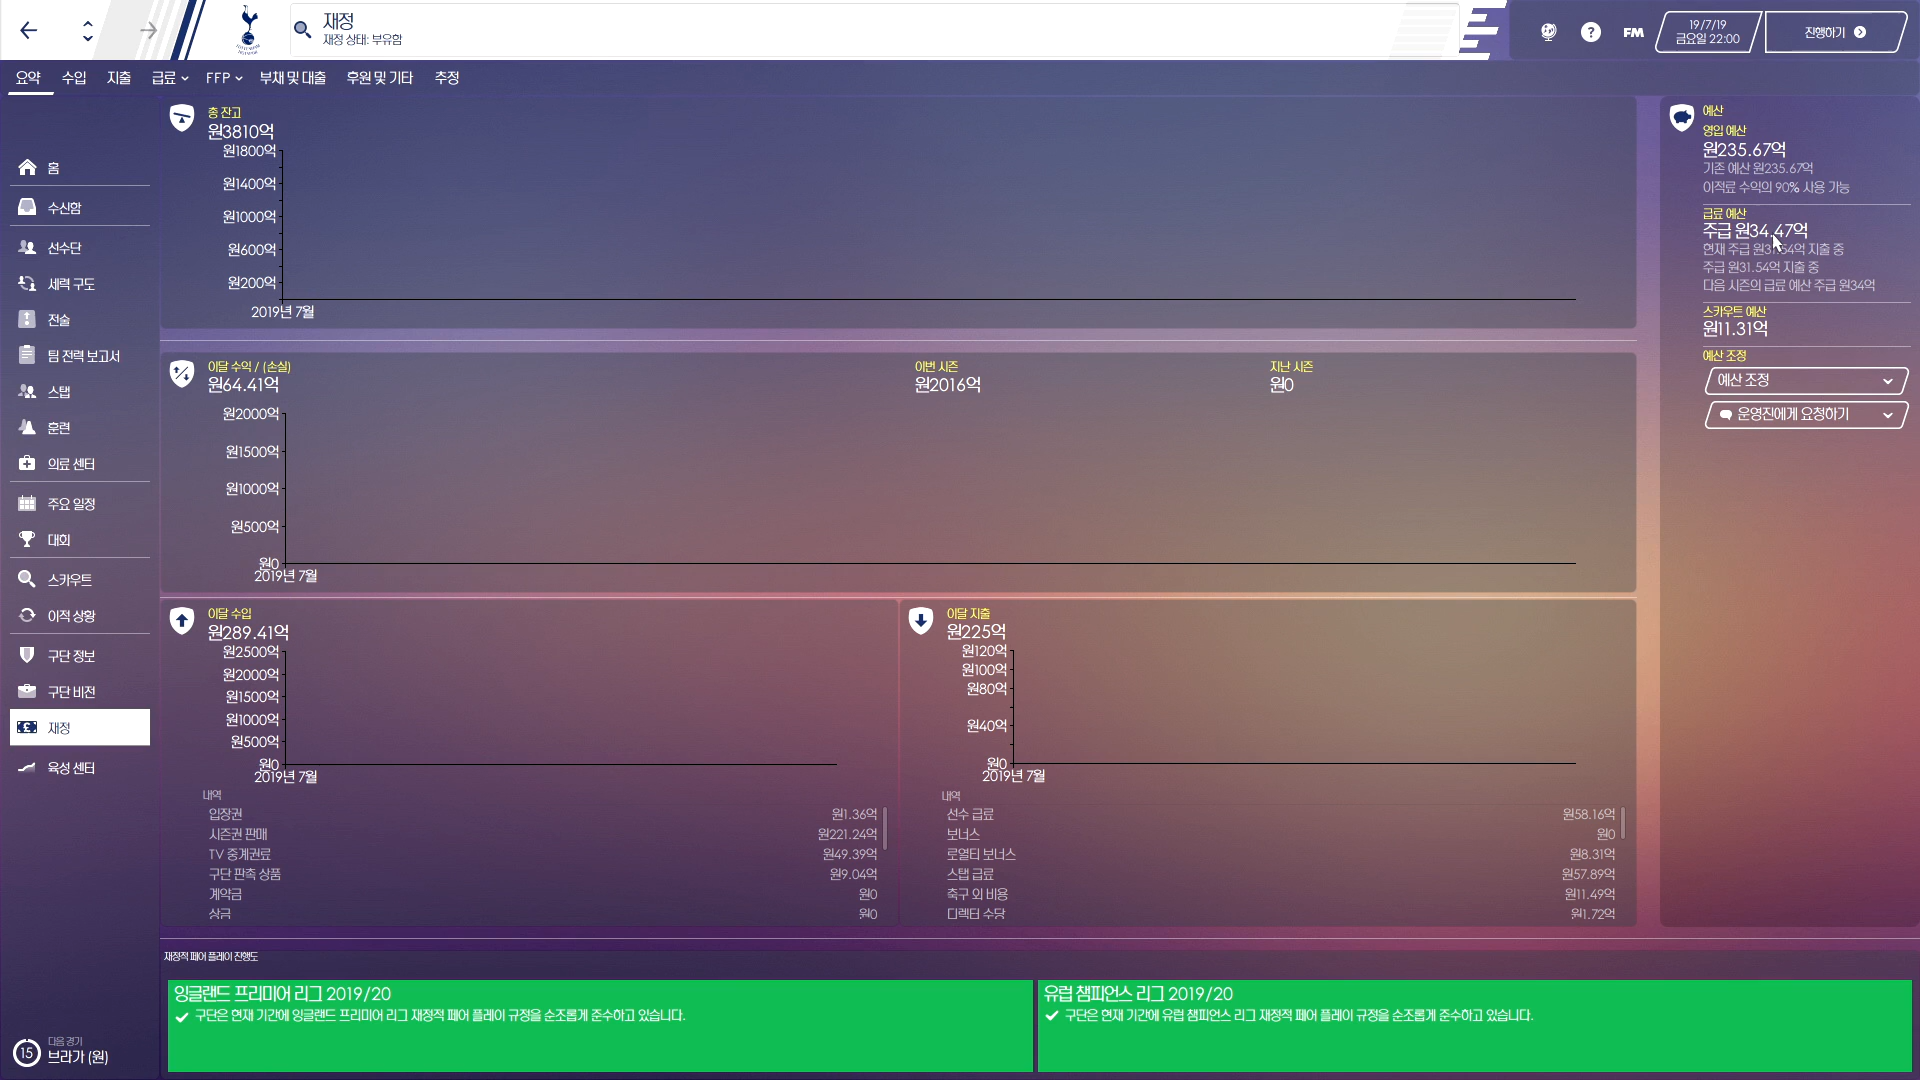 재정
재정 상태: 부유함
FM
19/7/19
금요일 22:00
진행하기
요약 수입 지출 급료 FFP 부채 및 대출 후원 및 기타 추정
홈
수신함
선수단
세력 구도
전술
팀 전력 보고서
스탭
훈련
의료 센터
주요 일정
대회
스카우트
이적 상황
구단 정보
구단 비전
재정
육성 센터
15
다음 경기
브라가 (원)
총 잔고
원3810억
원1800억
원1400억
원1000억
원600억
원200억
2019년 7월
이달 수익 / (손실)
원64.41억
이번 시즌
원2016억
지난 시즌
원0
원2000억
원1500억
원1000억
원500억
원0
2019년 7월
이달 수입
원289.41억
원2500억
원2000억
원1500억
원1000억
원500억
원0
2019년 7월
내역
입장권 원1.36억
시즌권 판매 원221.24억
TV 중계권료 원49.39억
구단 판촉 상품 원9.04억
계약금 원0
상금 원0
이달 지출
원225억
원120억
원100억
원80억
원40억
원0
2019년 7월
내역
선수 급료 원58.16억
보너스 원0
로열티 보너스 원8.31억
스탭 급료 원57.89억
축구 외 비용 원11.49억
디렉터 수당 원1.72억
예산
영입 예산
원235.67억
기존 예산 원235.67억
이적료 수익의 90% 사용 가능
급료 예산
주급 원34.47억
현재 주급 원31.54억 지출 중
주급 원31.54억 지출 중
다음 시즌의 급료 예산 주급 원34억
스카우트 예산
원11.31억
예산 조정
예산 조정
운영진에게 요청하기
재정적 페어 플레이 진행도
잉글랜드 프리미어 리그 2019/20
구단은 현재 기간에 잉글랜드 프리미어 리그 재정적 페어 플레이 규정을 순조롭게 준수하고 있습니다.
유럽 챔피언스 리그 2019/20
구단은 현재 기간에 유럽 챔피언스 리그 재정적 페어 플레이 규정을 순조롭게 준수하고 있습니다.